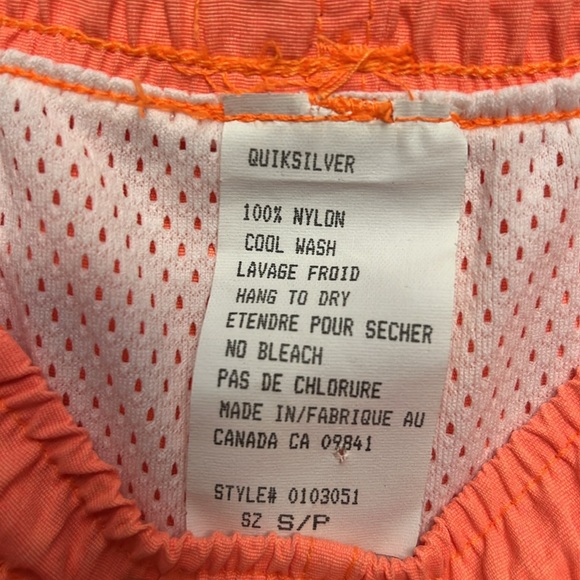 QUIKSILVER
100% NYLON
COOL WASH
LAVAGE FROID
HANG TO DRY
ETENDRE POUR SECHER
NO BLEACH
PAS DE CHLORURE
MADE IN/FABRIQUE AU
CANADA CA 09841
STYLE# 0103051
SZ S/P